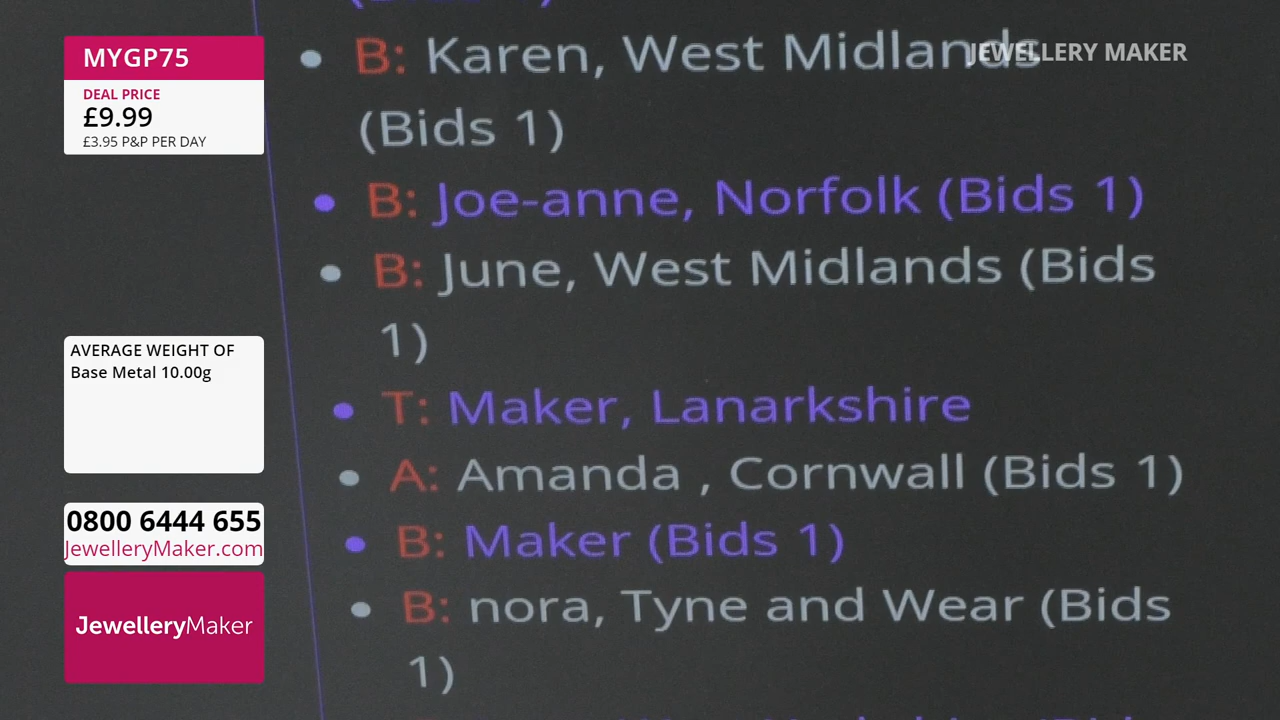 MYGP75
DEAL PRICE
£9.99
£3.95 P&P PER DAY
AVERAGE WEIGHT OF
Base Metal 10.00g
0800 6444 655
JewelleryMaker.com
JewelleryMaker
JEWELLERY MAKER
B: Karen, West Midlands
(Bids 1)
B: Joe-anne, Norfolk (Bids 1)
B: June, West Midlands (Bids
1)
T: Maker, Lanarkshire
A: Amanda , Cornwall (Bids 1)
B: Maker (Bids 1)
B: nora, Tyne and Wear (Bids
1)